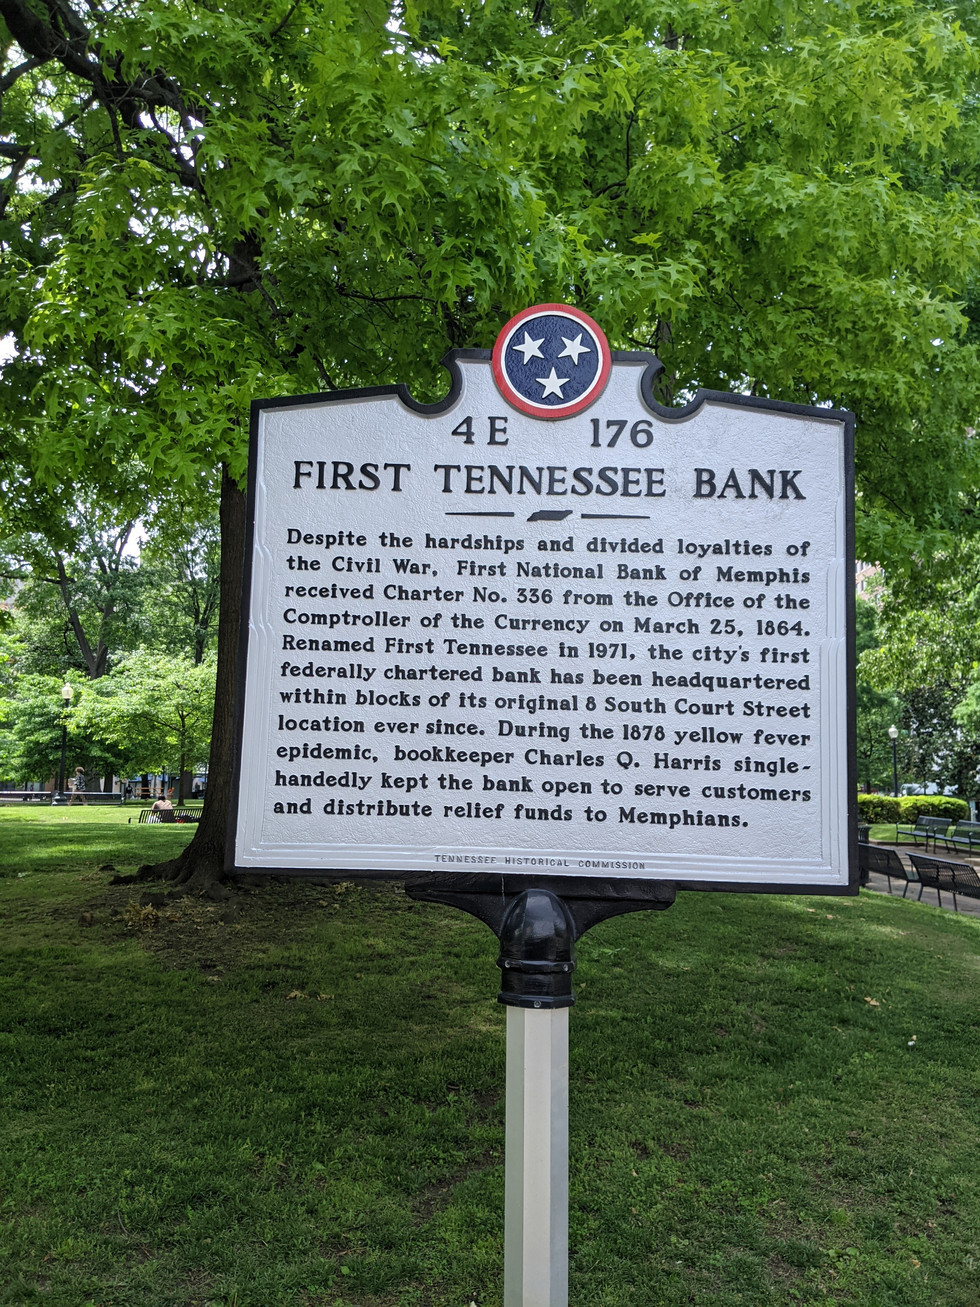 4E 176
FIRST TENNESSEE BANK
Despite the hardships and divided loyalties of
the Civil War, First National Bank of Memphis
received Charter No. 336 from the Office of the
Comptroller of the Currency on March 25, 1864.
Renamed First Tennessee in 1971, the city's first
federally chartered bank has been headquartered
within blocks of its original 8 South Court Street
location ever since. During the 1878 yellow fever
epidemic, bookkeeper Charles Q. Harris single-
handedly kept the bank open to serve customers
and distribute relief funds to Memphians.
TENNESSEE HISTORICAL COMMISSION